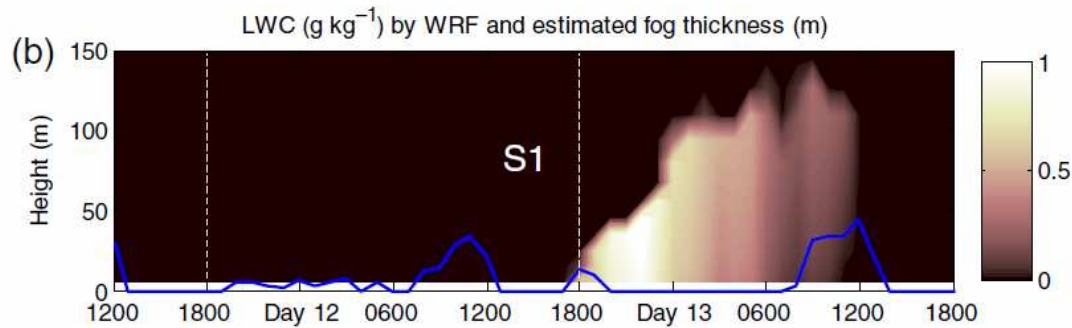 LWC (g kg⁻¹) by WRF and estimated fog thickness (m)
(b)
150
100
50
0
Height (m)
S1
1
0.5
0
1200 1800 Day 12 0600 1200 1800 Day 13 0600 1200 1800